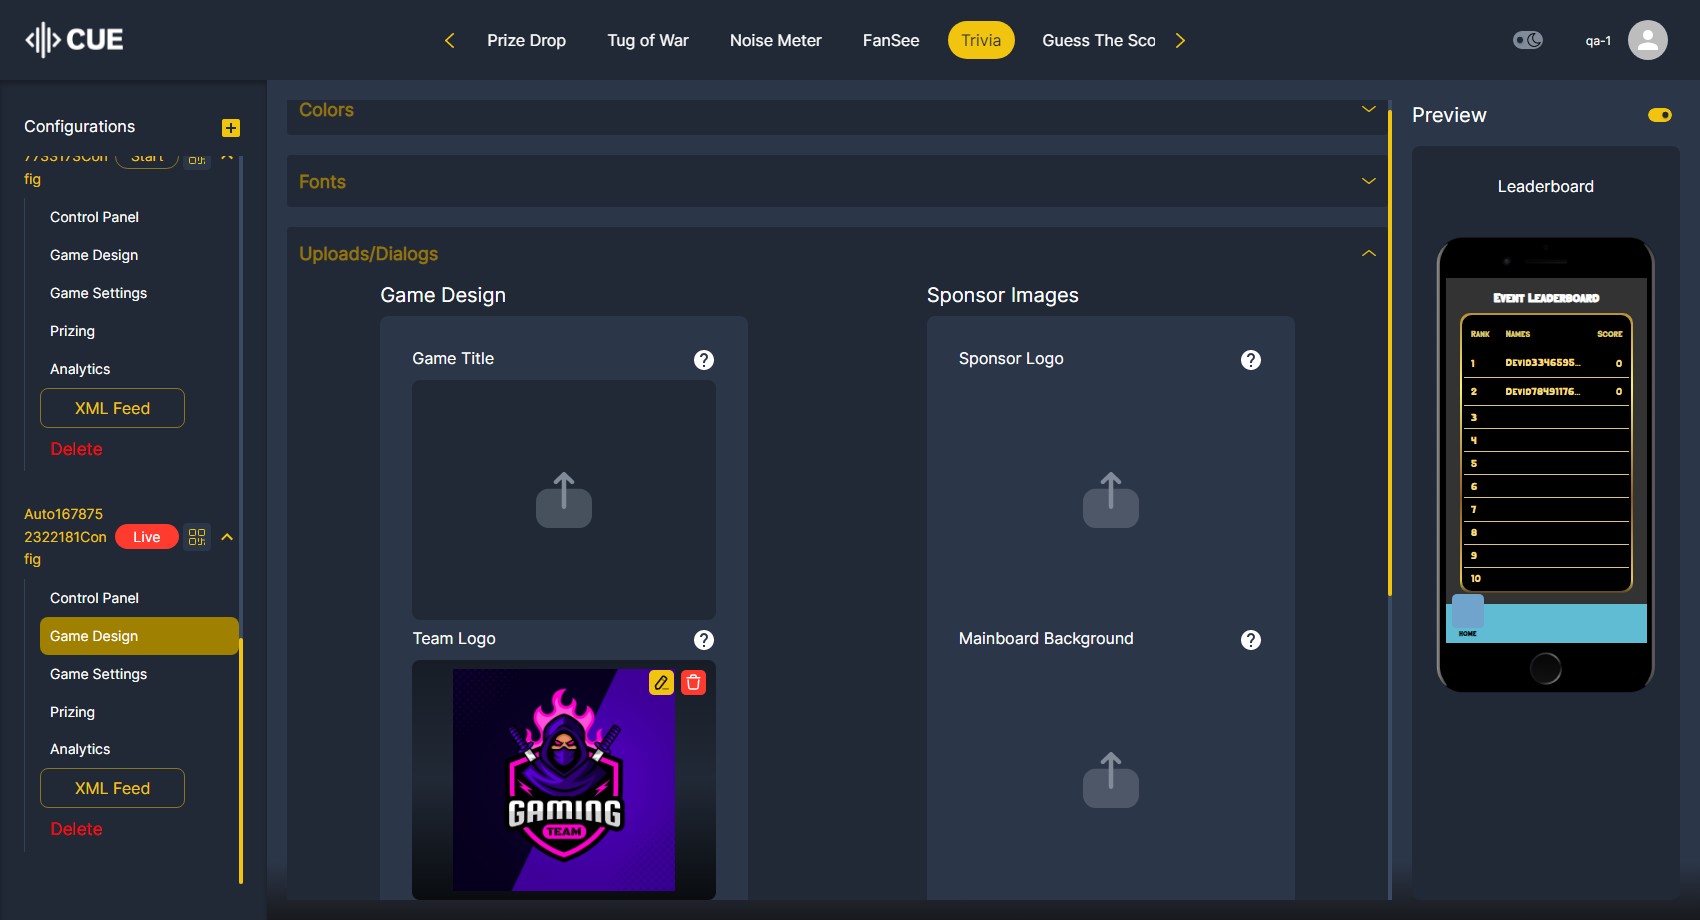 CUE
Prize Drop
Tug of War
Noise Meter
FanSee
Trivia
Guess The Sco
qa-1
Configurations
7733173Con
fig
Start
Control Panel
Game Design
Game Settings
Prizing
Analytics
XML Feed
Delete
Auto167875
2322181Con
fig
Live
Control Panel
Game Design
Game Settings
Prizing
Analytics
XML Feed
Delete
Colors
Fonts
Uploads/Dialogs
Game Design
Game Title
Team Logo
GAMING
TEAM
Sponsor Images
Sponsor Logo
Mainboard Background
Preview
Leaderboard
Event Leaderboard
Rank Names Score
1 Devid3346595... 0
2 Devid78491176... 0
3
4
5
6
7
8
9
10
HOME